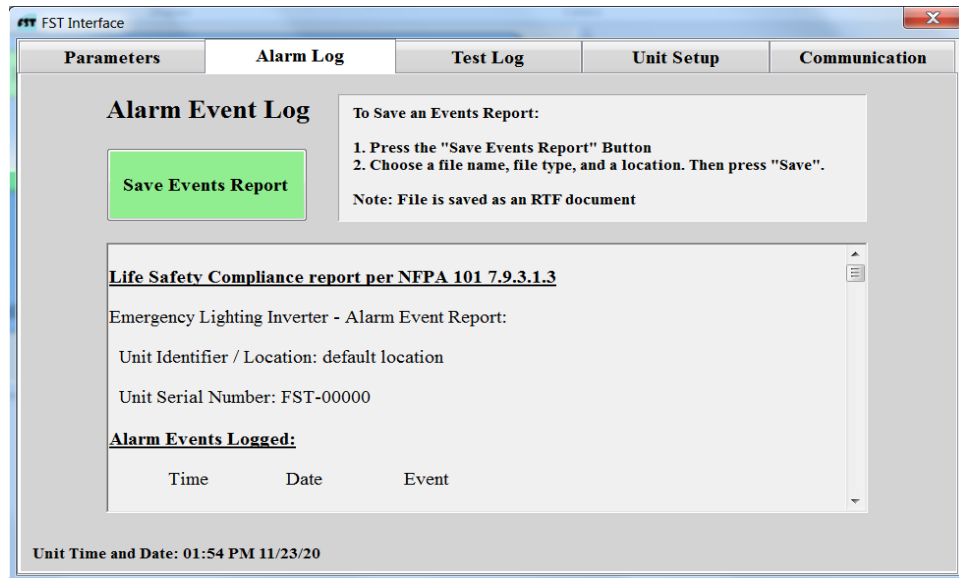 FST FST Interface
Parameters Alarm Log Test Log Unit Setup Communication
Alarm Event Log
Save Events Report
To Save an Events Report:
1. Press the "Save Events Report" Button
2. Choose a file name, file type, and a location. Then press "Save".
Note: File is saved as an RTF document
Life Safety Compliance report per NFPA 101 7.9.3.1.3
Emergency Lighting Inverter - Alarm Event Report:
Unit Identifier / Location: default location
Unit Serial Number: FST-00000
Alarm Events Logged:
Time Date Event
Unit Time and Date: 01:54 PM 11/23/20